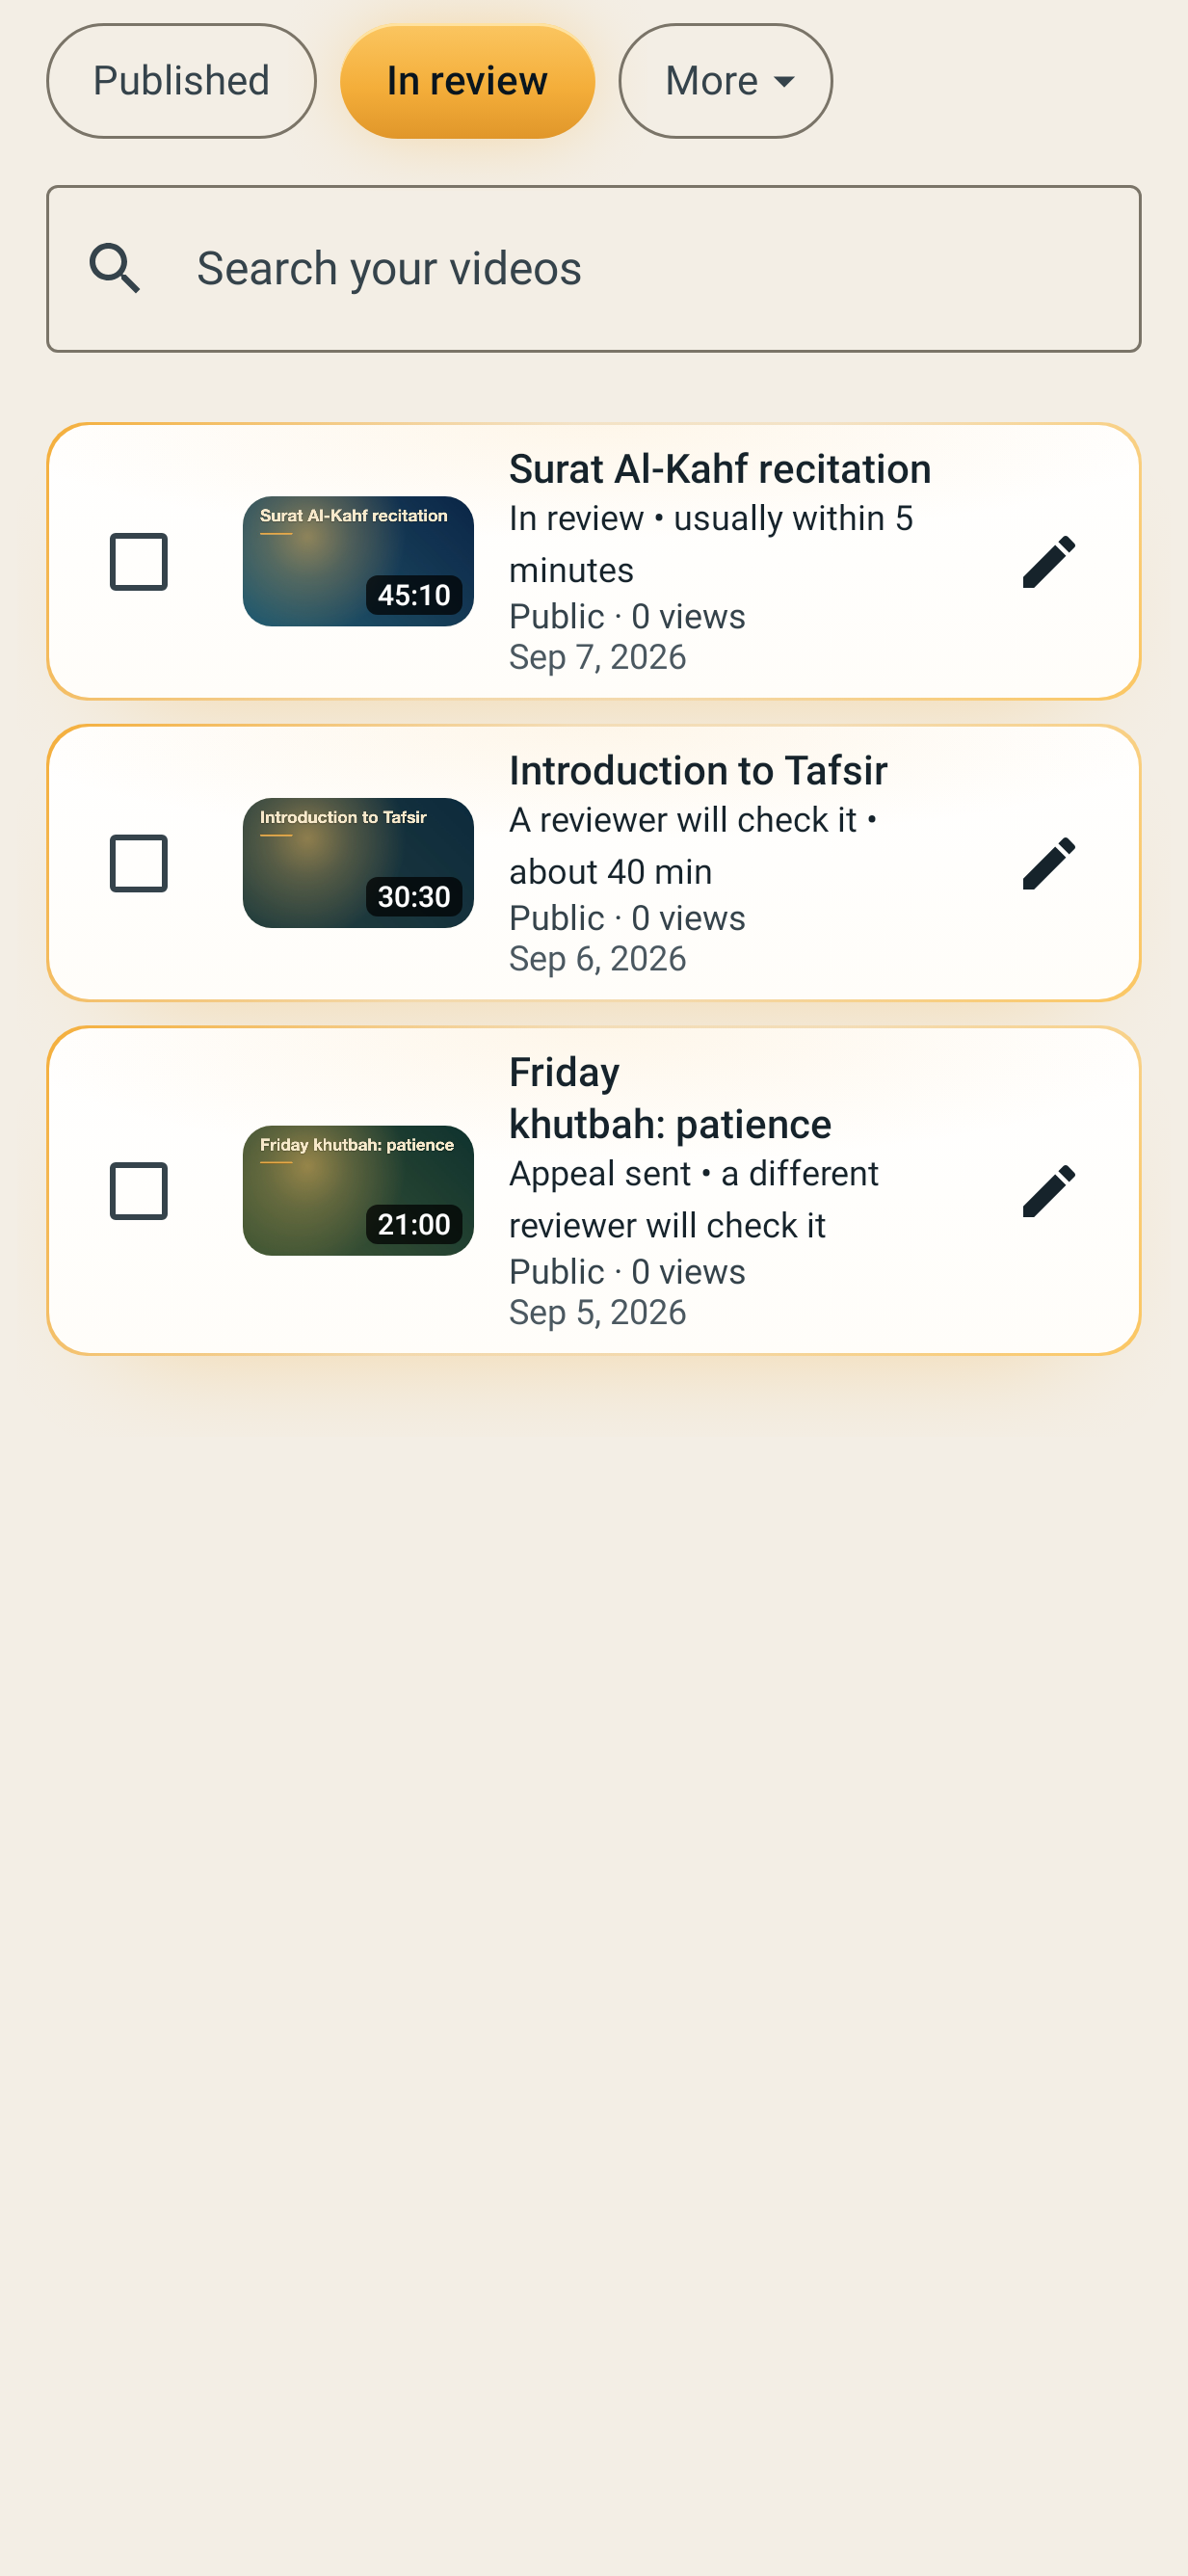 Published
In review
More
Search your videos
Surat Al-Kahf recitation
45:10
Surat Al-Kahf recitation
In review • usually within 5
minutes
Public · 0 views
Sep 7, 2026
Introduction to Tafsir
30:30
Introduction to Tafsir
A reviewer will check it •
about 40 min
Public · 0 views
Sep 6, 2026
Friday khutbah: patience
21:00
Friday
khutbah: patience
Appeal sent • a different
reviewer will check it
Public · 0 views
Sep 5, 2026